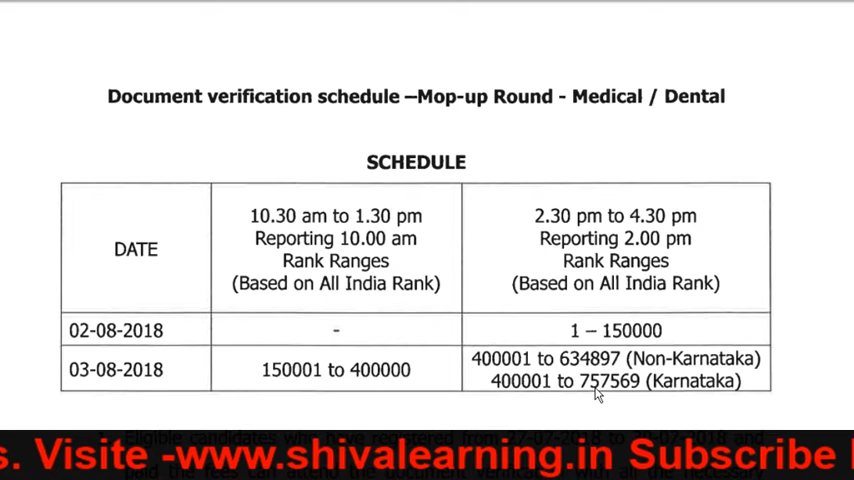 Document verification schedule –Mop-up Round - Medical / Dental
SCHEDULE
DATE
10.30 am to 1.30 pm
Reporting 10.00 am
Rank Ranges
(Based on All India Rank)
2.30 pm to 4.30 pm
Reporting 2.00 pm
Rank Ranges
(Based on All India Rank)
02-08-2018
-
1 – 150000
03-08-2018
150001 to 400000
400001 to 634897 (Non-Karnataka)
400001 to 757569 (Karnataka)
s. Visite -www.shivalearning.in Subscribe